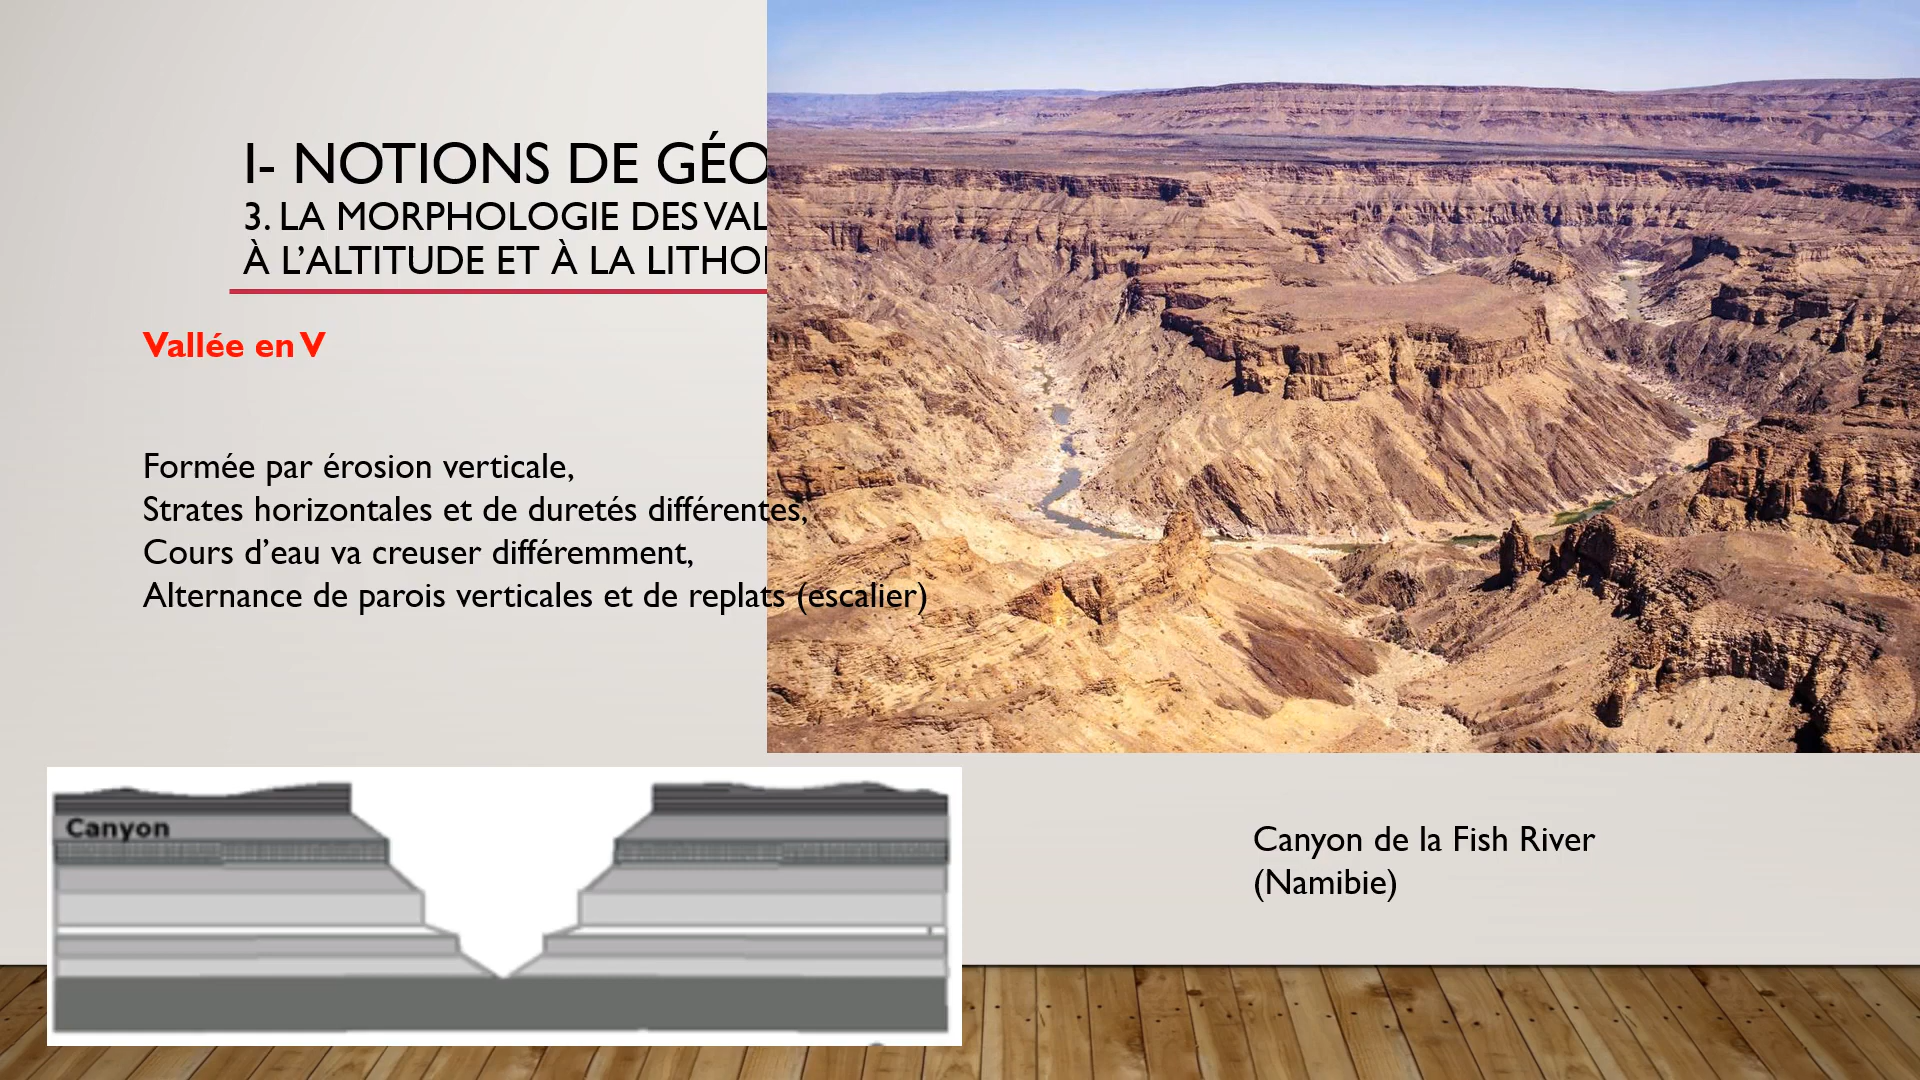 I- NOTIONS DE GÉO
3. LA MORPHOLOGIE DES VAL
À L’ALTITUDE ET À LA LITHO
Vallée en V
Formée par érosion verticale,
Strates horizontales et de duretés différentes,
Cours d’eau va creuser différemment,
Alternance de parois verticales et de replats (escalier)
Canyon
Canyon de la Fish River
(Namibie)